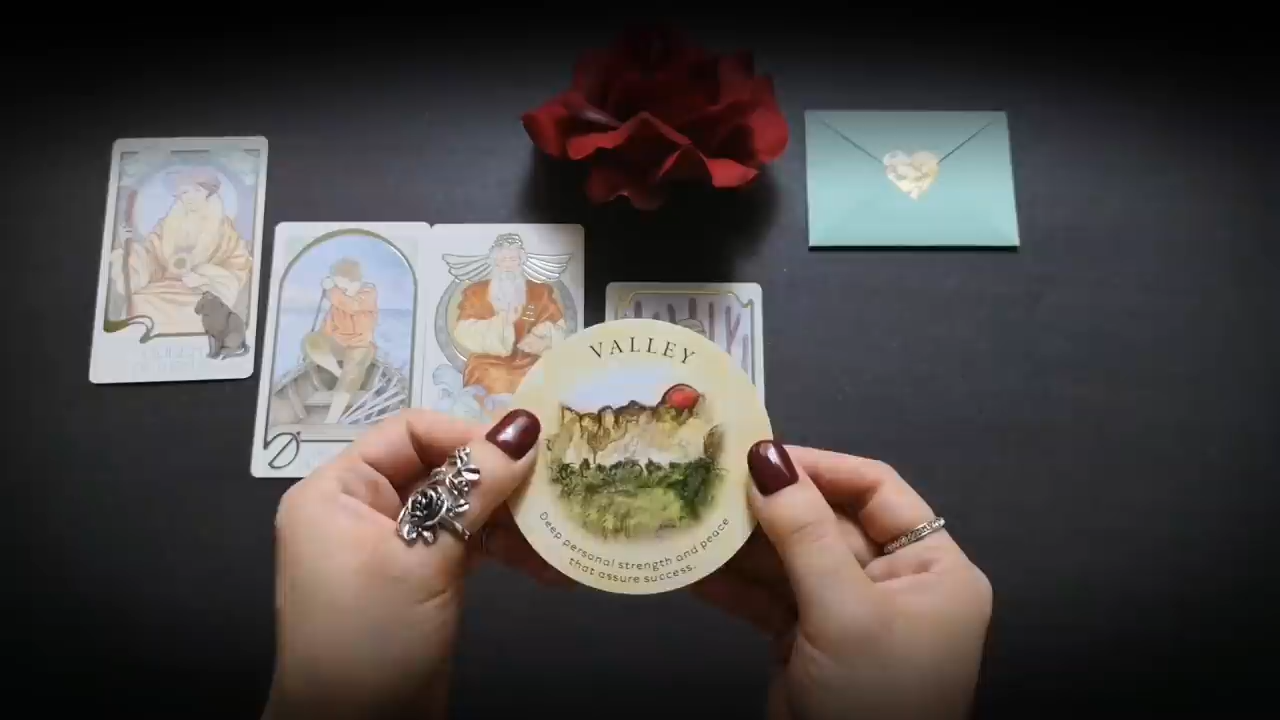 VALLEY
Deep personal strength and peace
that assure success.